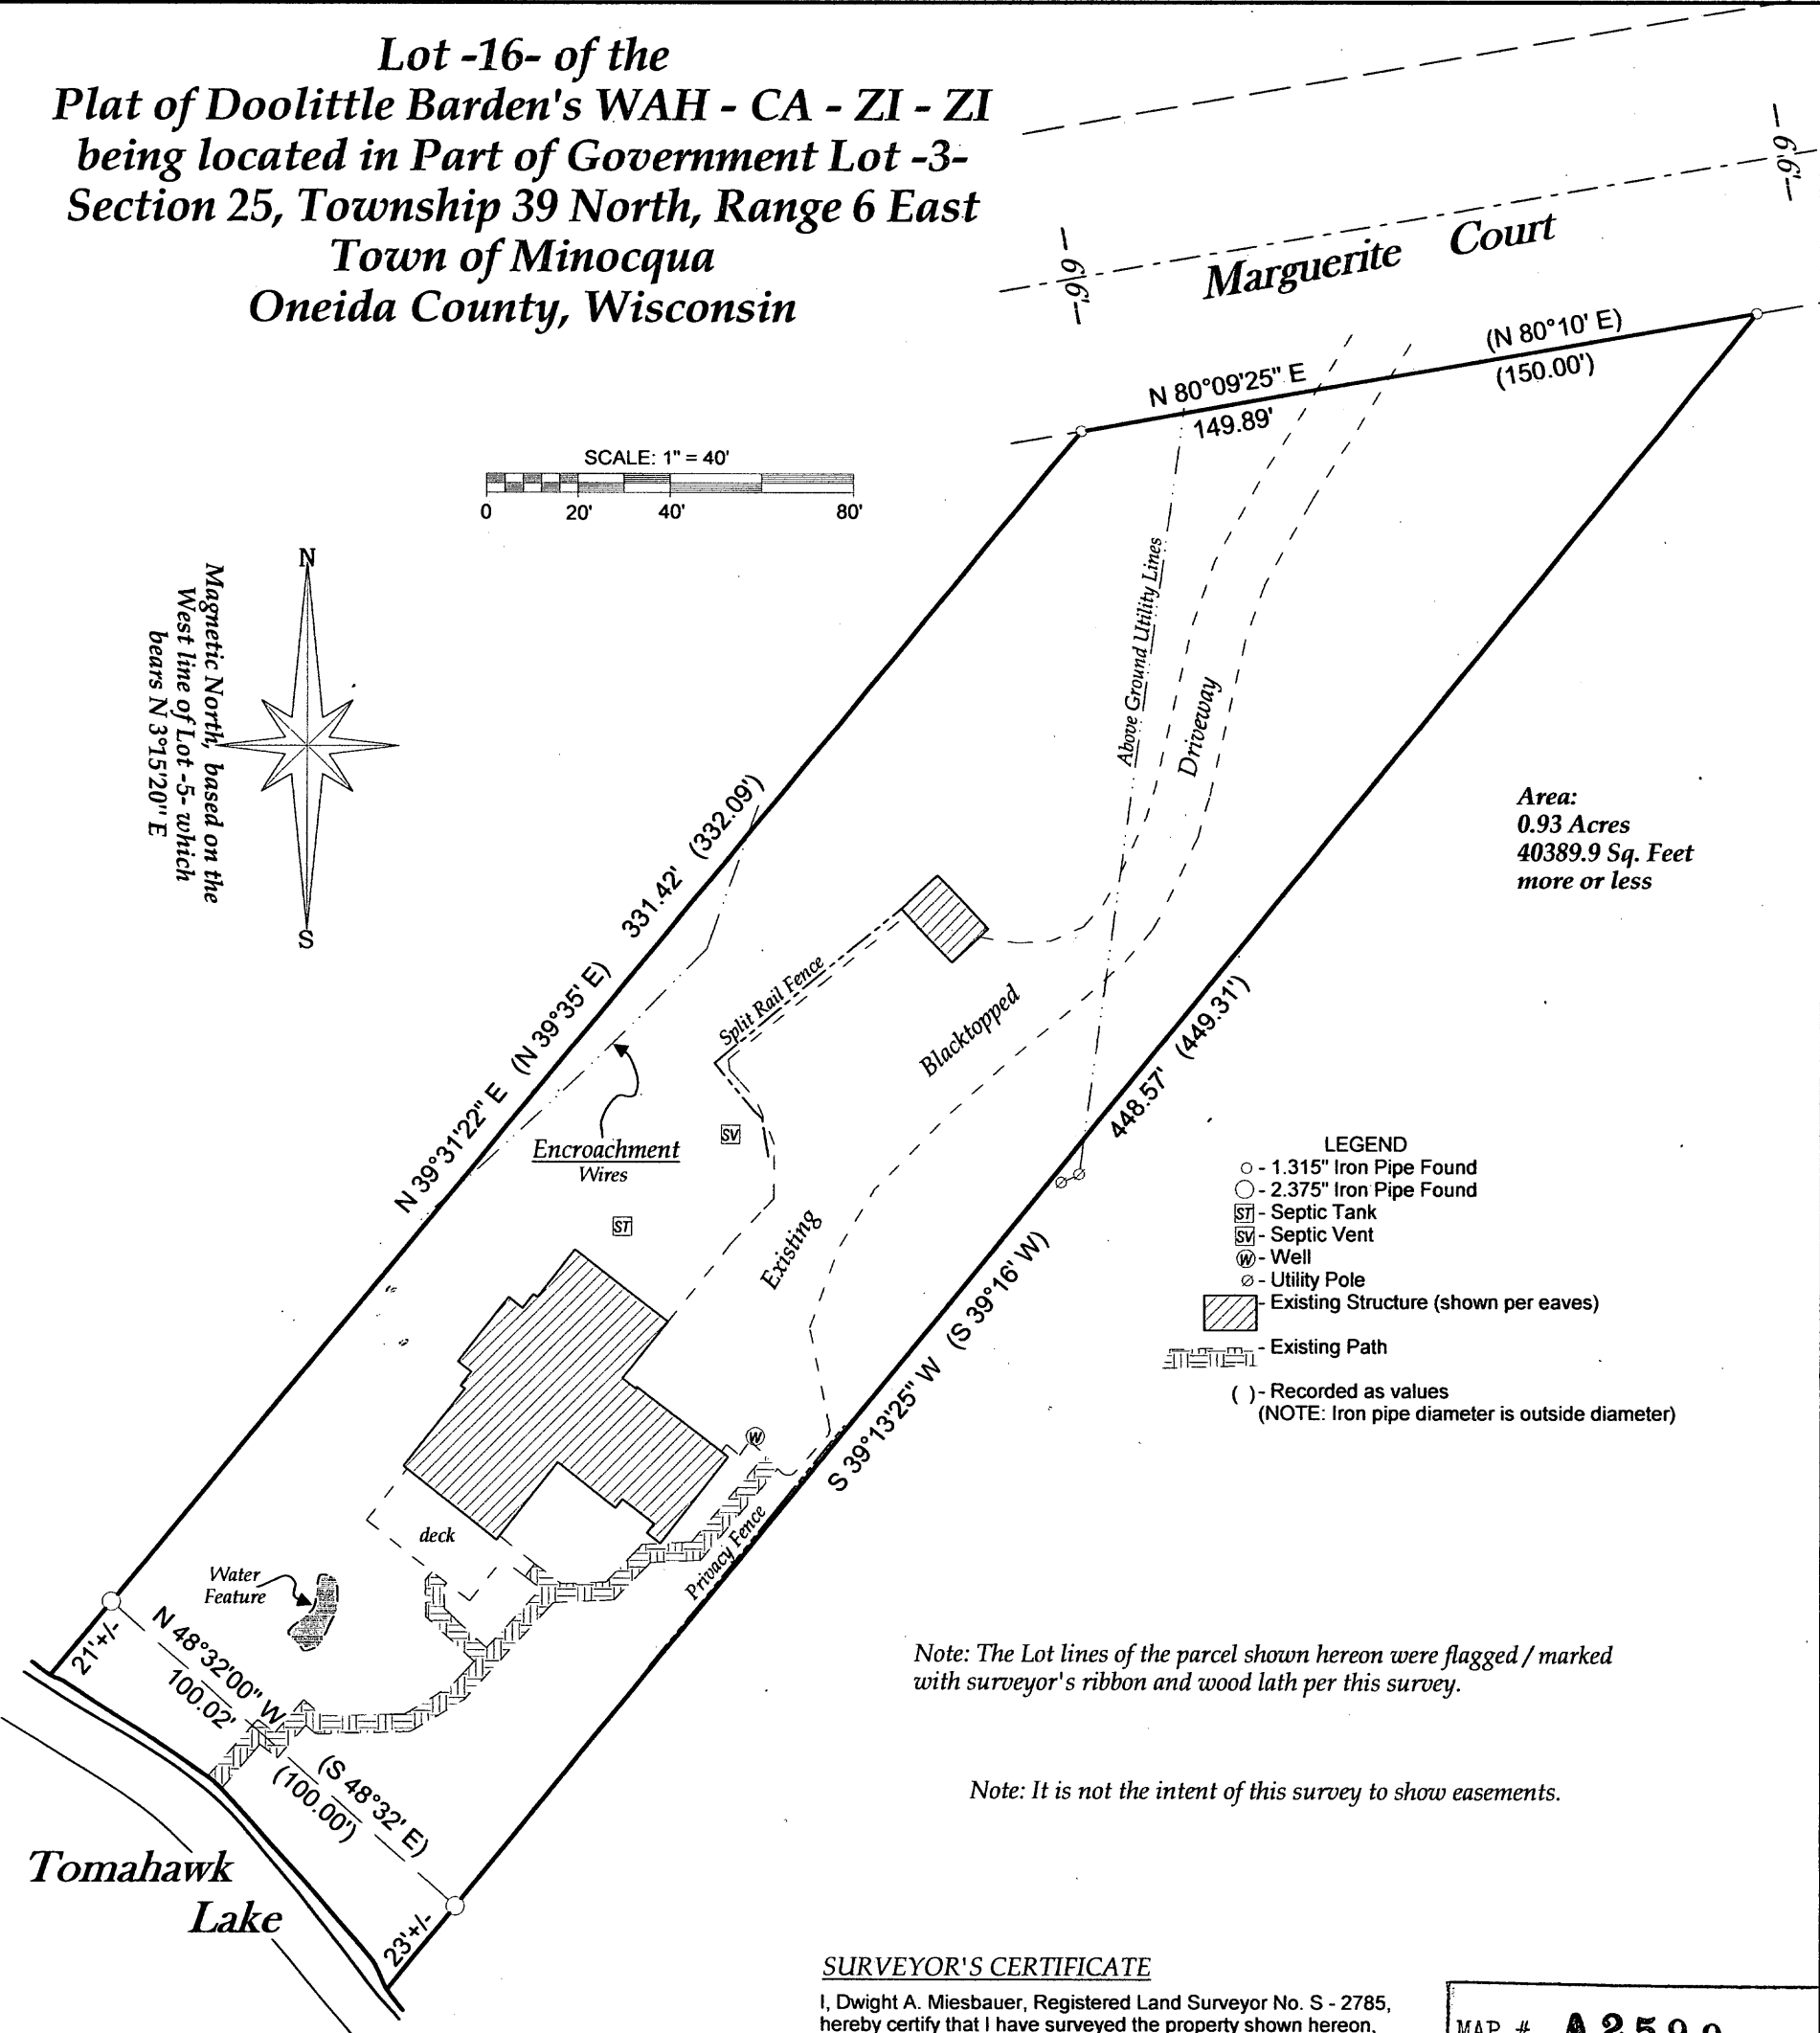 Lot -16- of the
Plat of Doolittle Barden's WAH - CA - ZI - ZI
being located in Part of Government Lot -3-
Section 25, Township 39 North, Range 6 East
Town of Minocqua
Oneida County, Wisconsin
66'
66'
Marguerite Court
N 80°09'25" E
149.89'
(N 80°10' E)
(150.00')
SCALE: 1" = 40'
0 20' 40' 80'
N
S
Magnetic North, based on the
West line of Lot -5- which
bears N 3°15'20" E
Above Ground Utility Lines
Driveway
Area:
0.93 Acres
40389.9 Sq. Feet
more or less
N 39°31'22" E (N 39°35' E) 331.42' (332.09')
Split Rail Fence
Blacktopped
Existing
448.57' (449.31')
S 39°13'25" W (S 39°16' W)
Encroachment
Wires
SV
ST
LEGEND
- 1.315" Iron Pipe Found
- 2.375" Iron Pipe Found
ST - Septic Tank
SV - Septic Vent
W - Well
- Utility Pole
- Existing Structure (shown per eaves)
- Existing Path
( ) - Recorded as values
(NOTE: Iron pipe diameter is outside diameter)
W
Privacy Fence
deck
Water
Feature
21'+/-
N 48°32'00" W
100.02'
(S 48°32' E)
(100.00')
23'+/-
Tomahawk
Lake
Note: The Lot lines of the parcel shown hereon were flagged / marked
with surveyor's ribbon and wood lath per this survey.
Note: It is not the intent of this survey to show easements.
SURVEYOR'S CERTIFICATE
I, Dwight A. Miesbauer, Registered Land Surveyor No. S - 2785,
hereby certify that I have surveyed the property shown hereon,
MAP #